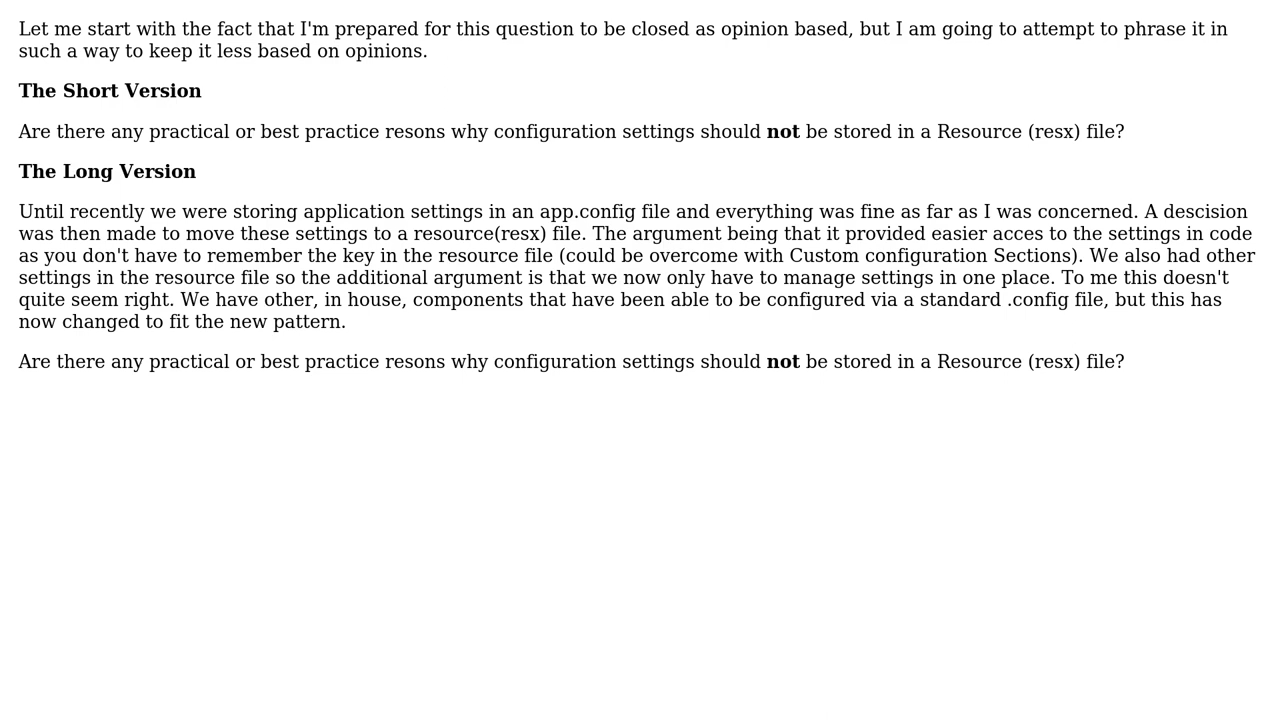 Let me start with the fact that I'm prepared for this question to be closed as opinion based, but I am going to attempt to phrase it in
such a way to keep it less based on opinions.
The Short Version
Are there any practical or best practice resons why configuration settings should not be stored in a Resource (resx) file?
The Long Version
Until recently we were storing application settings in an app.config file and everything was fine as far as I was concerned. A descision
was then made to move these settings to a resource(resx) file. The argument being that it provided easier acces to the settings in code
as you don't have to remember the key in the resource file (could be overcome with Custom configuration Sections). We also had other
settings in the resource file so the additional argument is that we now only have to manage settings in one place. To me this doesn't
quite seem right. We have other, in house, components that have been able to be configured via a standard .config file, but this has
now changed to fit the new pattern.
Are there any practical or best practice resons why configuration settings should not be stored in a Resource (resx) file?